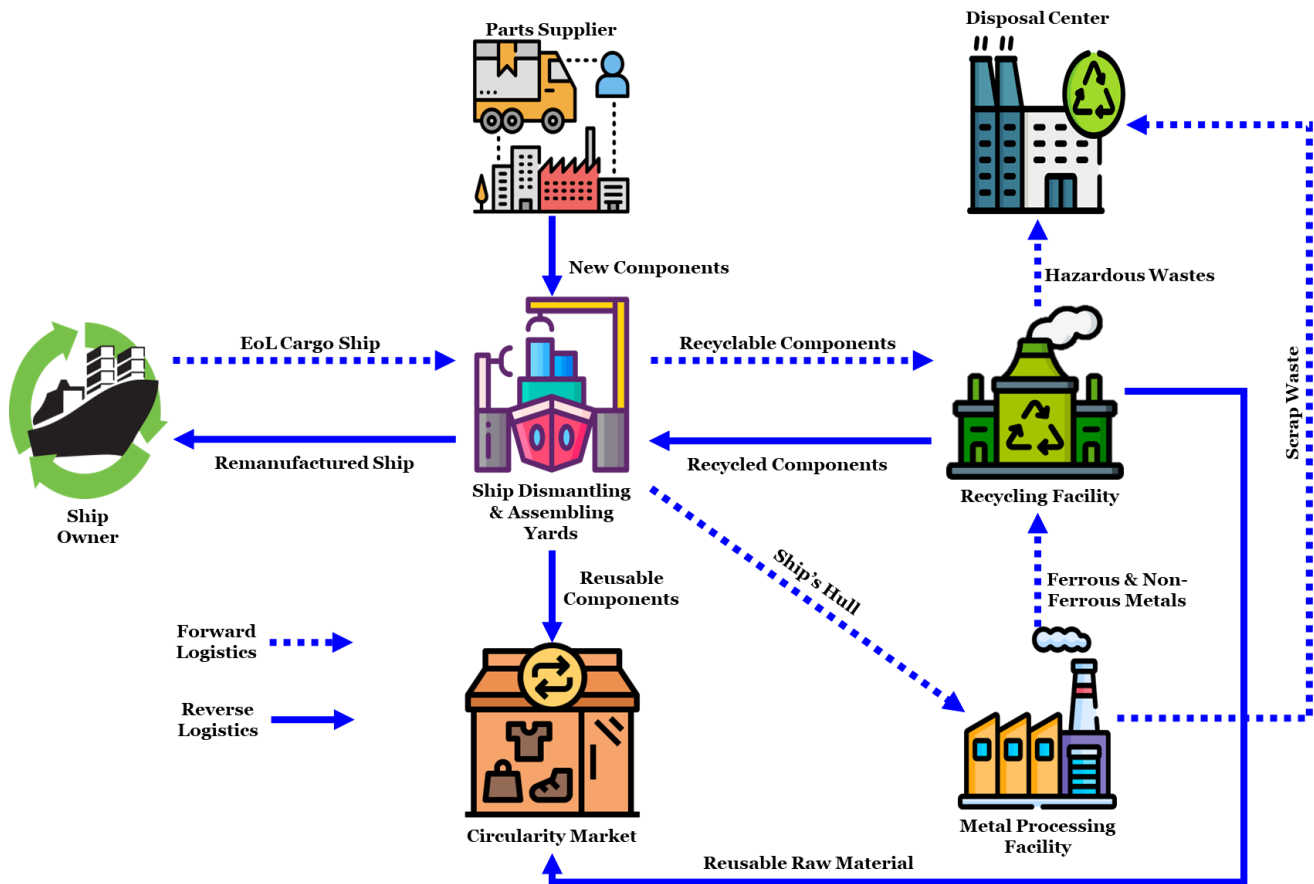 Parts Supplier
Disposal Center
New Components
Hazardous Wastes
EoL Cargo Ship
Recyclable Components
Scrap Waste
Remanufactured Ship
Recycled Components
Ship
Owner
Ship Dismantling
& Assembling
Yards
Recycling Facility
Ship's Hull
Reusable
Components
Ferrous & Non-
Ferrous Metals
Forward
Logistics
Reverse
Logistics
Circularity Market
Metal Processing
Facility
Reusable Raw Material